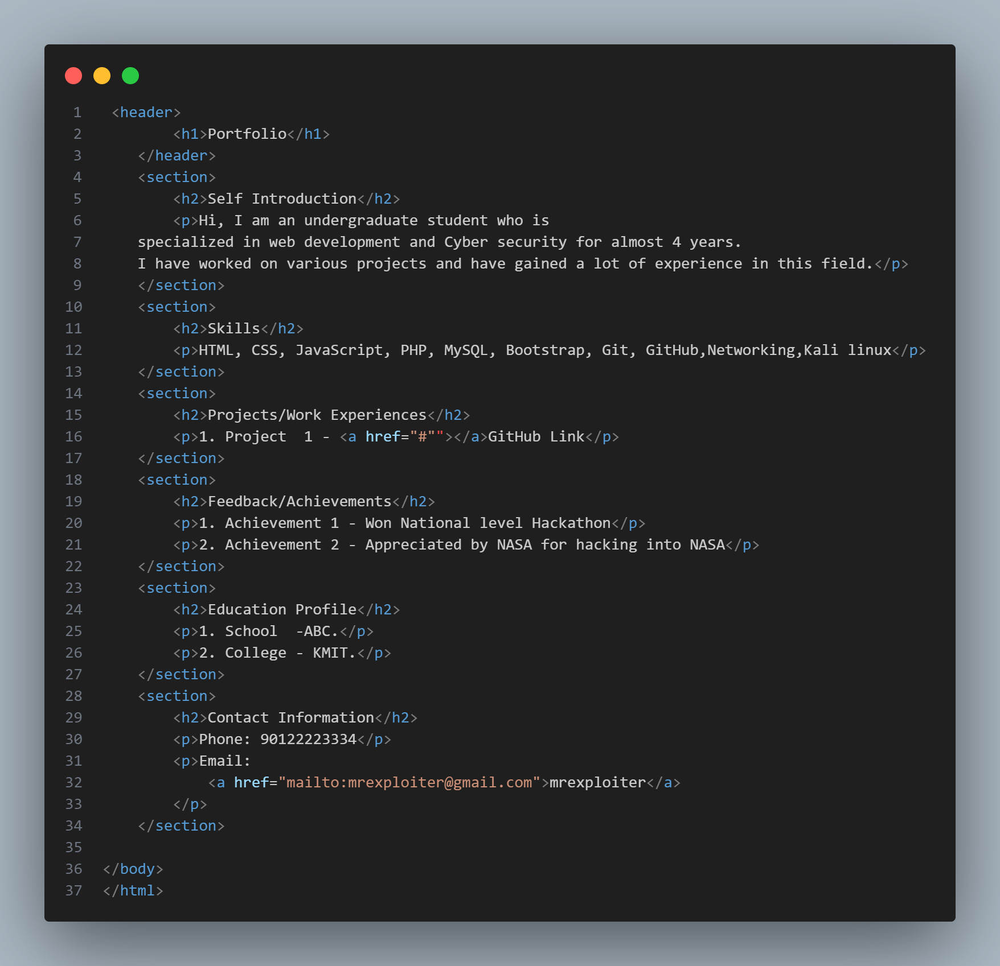 1 <header>
2 <h1>Portfolio</h1>
3 </header>
4 <section>
5 <h2>Self Introduction</h2>
6 <p>Hi, I am an undergraduate student who is
7 specialized in web development and Cyber security for almost 4 years.
8 I have worked on various projects and have gained a lot of experience in this field.</p>
9 </section>
10 <section>
11 <h2>Skills</h2>
12 <p>HTML, CSS, JavaScript, PHP, MySQL, Bootstrap, Git, GitHub,Networking,Kali linux</p>
13 </section>
14 <section>
15 <h2>Projects/Work Experiences</h2>
16 <p>1. Project  1 - <a href="#""></a>GitHub Link</p>
17 </section>
18 <section>
19 <h2>Feedback/Achievements</h2>
20 <p>1. Achievement 1 - Won National level Hackathon</p>
21 <p>2. Achievement 2 - Appreciated by NASA for hacking into NASA</p>
22 </section>
23 <section>
24 <h2>Education Profile</h2>
25 <p>1. School  -ABC.</p>
26 <p>2. College - KMIT.</p>
27 </section>
28 <section>
29 <h2>Contact Information</h2>
30 <p>Phone: 90122223334</p>
31 <p>Email:
32 <a href="mailto:mrexploiter@gmail.com">mrexploiter</a>
33 </p>
34 </section>
35
36 </body>
37 </html>